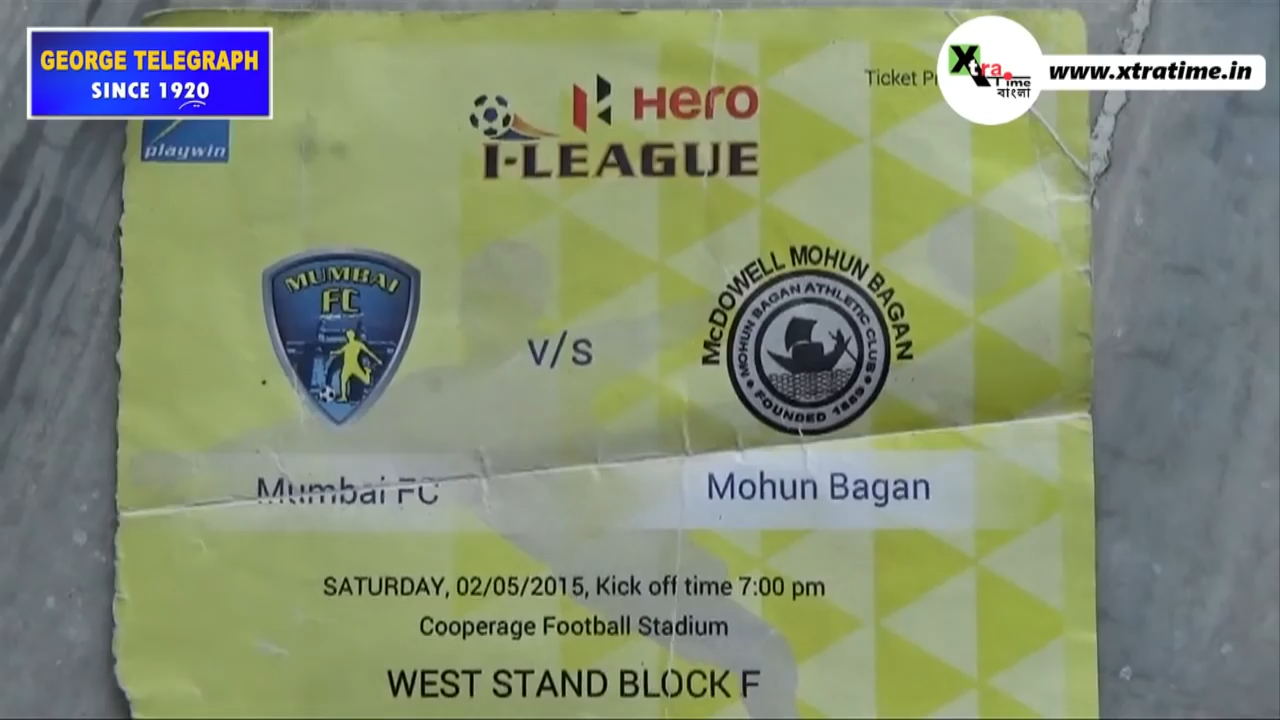 GEORGE TELEGRAPH
SINCE 1920
playwin
Hero
I-LEAGUE
Ticket
Xtra
Time
বাংলা
www.xtratime.in
MUMBAI
FC
v/s
McDOWELL MOHUN BAGAN
MOHUN BAGAN ATHLETIC CLUB
FOUNDED 1889
Mumbai FC
Mohun Bagan
SATURDAY, 02/05/2015, Kick off time 7:00 pm
Cooperage Football Stadium
WEST STAND BLOCK F